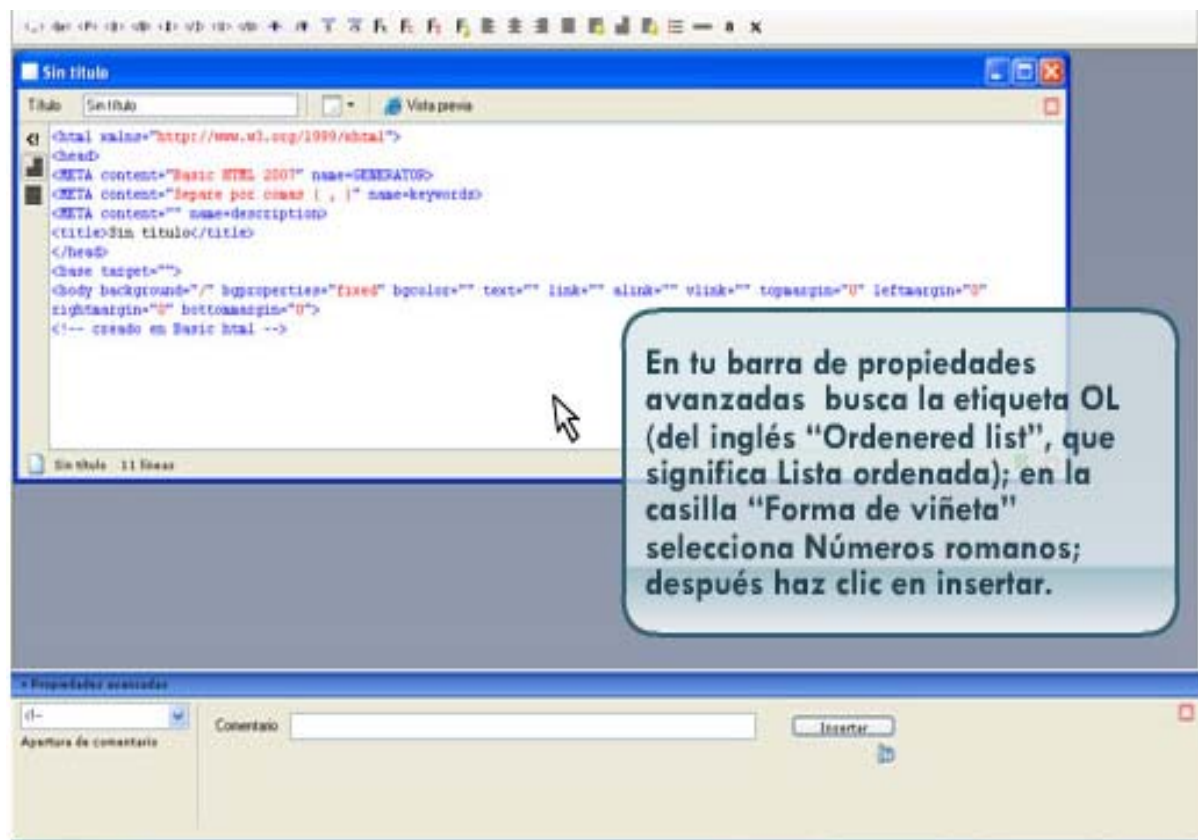 Sin título
Título Sin título Vista previa
<html xmlns="http://www.w3.org/1999/xhtml">
<head>
<META content="Basic HTML 2007" name=GENERATOR>
<META content="Separe por comas ( , )" name=keywords>
<META content="" name=description>
<title>Sin titulo</title>
</head>
<base target="">
<body background="/" bgproperties="fixed" bgcolor="" text="" link="" alink="" vlink="" topmargin="0" leftmargin="0"
rightmargin="0" bottommargin="0">
<!-- creado en Basic html -->
Sin título 11 líneas
En tu barra de propiedades
avanzadas busca la etiqueta OL
(del inglés “Ordenered list”, que
significa Lista ordenada); en la
casilla “Forma de viñeta”
selecciona Números romanos;
después haz clic en insertar.
Propiedades avanzadas
<!--
Apertura de comentario
Comentario
Insertar